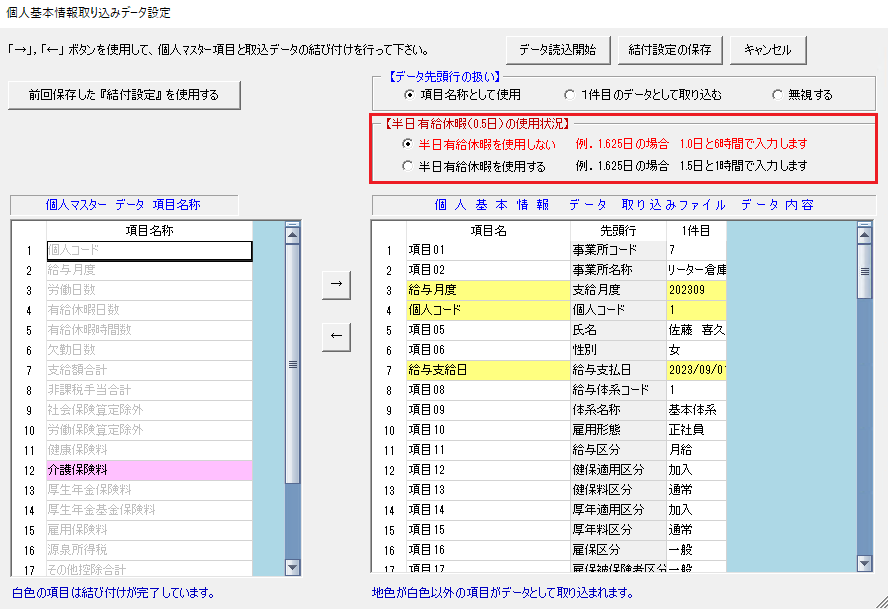 個人基本情報取り込みデータ設定
「→」,「←」 ボタンを使用して、個人マスター項目と取込データの結び付けを行って下さい。
データ読込開始 結付設定の保存 キャンセル
前回保存した『結付設定』を使用する
【データ先頭行の扱い】
項目名称として使用 1件目のデータとして取り込む 無視する
【半日有給休暇(0.5日)の使用状況】
半日有給休暇を使用しない 例. 1.625日の場合 1.0日と6時間で入力します
半日有給休暇を使用する 例. 1.625日の場合 1.5日と1時間で入力します
個人マスター データ 項目名称
項目名称
1 個人コード
2 給与月度
3 労働日数
4 有給休暇日数
5 有給休暇時間数
6 欠勤日数
7 支給額合計
8 非課税手当合計
9 社会保険算定除外
10 労働保険算定除外
11 健康保険料
12 介護保険料
13 厚生年金保険料
14 厚生年金基金保険料
15 雇用保険料
16 源泉所得税
17 その他控除合計
白色の項目は結び付けが完了しています。
→
←
個 人 基 本 情 報 データ 取り込みファイル データ内容
項目名 先頭行 1件目
1 項目01 事業所コード 7
2 項目02 事業所名称 リーター倉庫
3 給与月度 支給月度 202309
4 個人コード 個人コード 1
5 項目05 氏名 佐藤 喜久
6 項目06 性別 女
7 給与支給日 給与支払日 2023/09/0
8 項目08 給与体系コード 1
9 項目09 体系名称 基本体系
10 項目10 雇用形態 正社員
11 項目11 給与区分 月給
12 項目12 健保適用区分 加入
13 項目13 健保料区分 通常
14 項目14 厚年適用区分 加入
15 項目15 厚年料区分 通常
16 項目16 雇保区分 一般
17 項目17 雇保被保険者区分 一般
地色が白色以外の項目がデータとして取り込まれます。